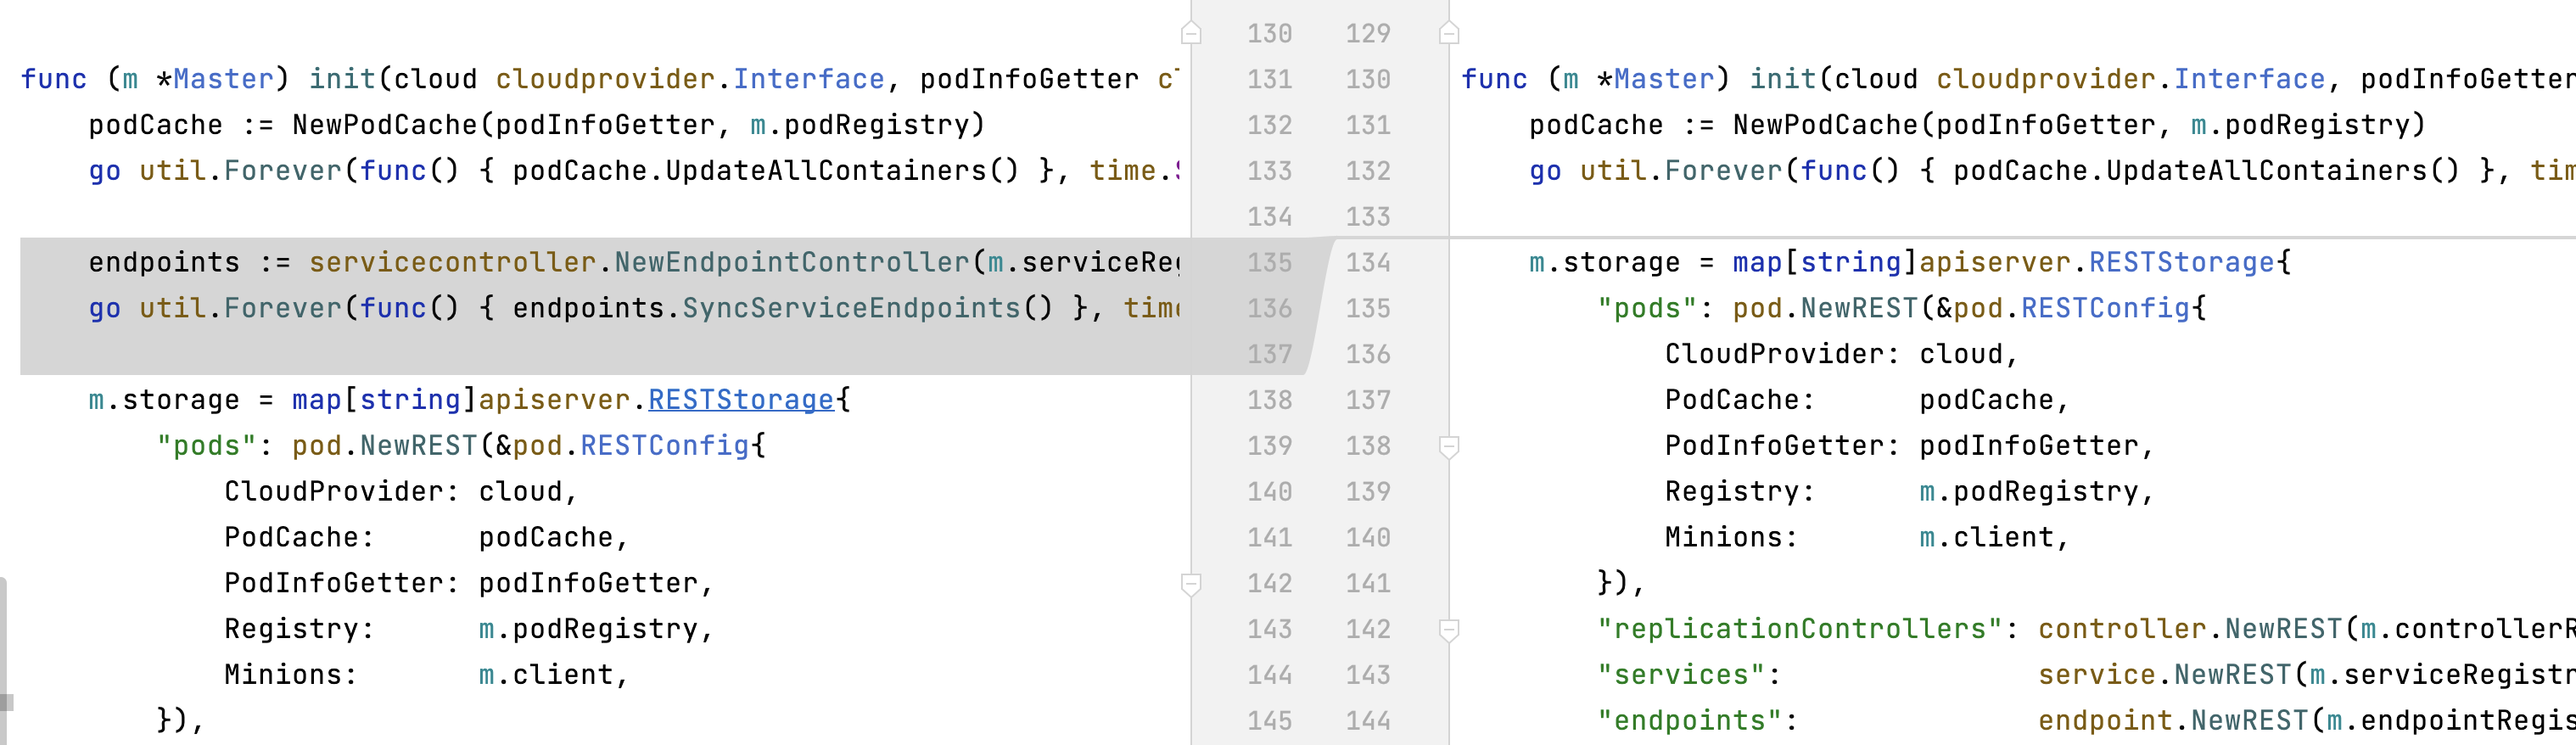 130 129
func (m *Master) init(cloud cloudprovider.Interface, podInfoGetter 131 130 func (m *Master) init(cloud cloudprovider.Interface, podInfoGetter
podCache := NewPodCache(podInfoGetter, m.podRegistry) 132 131 podCache := NewPodCache(podInfoGetter, m.podRegistry)
go util.Forever(func() { podCache.UpdateAllContainers() }, time. 133 132 go util.Forever(func() { podCache.UpdateAllContainers() }, tim
134 133
endpoints := servicecontroller.NewEndpointController(m.serviceReg 135 134 m.storage = map[string]apiserver.RESTStorage{
go util.Forever(func() { endpoints.SyncServiceEndpoints() }, time 136 135 "pods": pod.NewREST(&pod.RESTConfig{
137 136 CloudProvider: cloud,
m.storage = map[string]apiserver.RESTStorage{ 138 137 PodCache: podCache,
"pods": pod.NewREST(&pod.RESTConfig{ 139 138 PodInfoGetter: podInfoGetter,
CloudProvider: cloud, 140 139 Registry: m.podRegistry,
PodCache: podCache, 141 140 Minions: m.client,
PodInfoGetter: podInfoGetter, 142 141 }),
Registry: m.podRegistry, 143 142 "replicationControllers": controller.NewREST(m.controllerR
Minions: m.client, 144 143 "services": service.NewREST(m.serviceRegistr
}), 145 144 "endpoints": endpoint.NewREST(m.endpointRegis